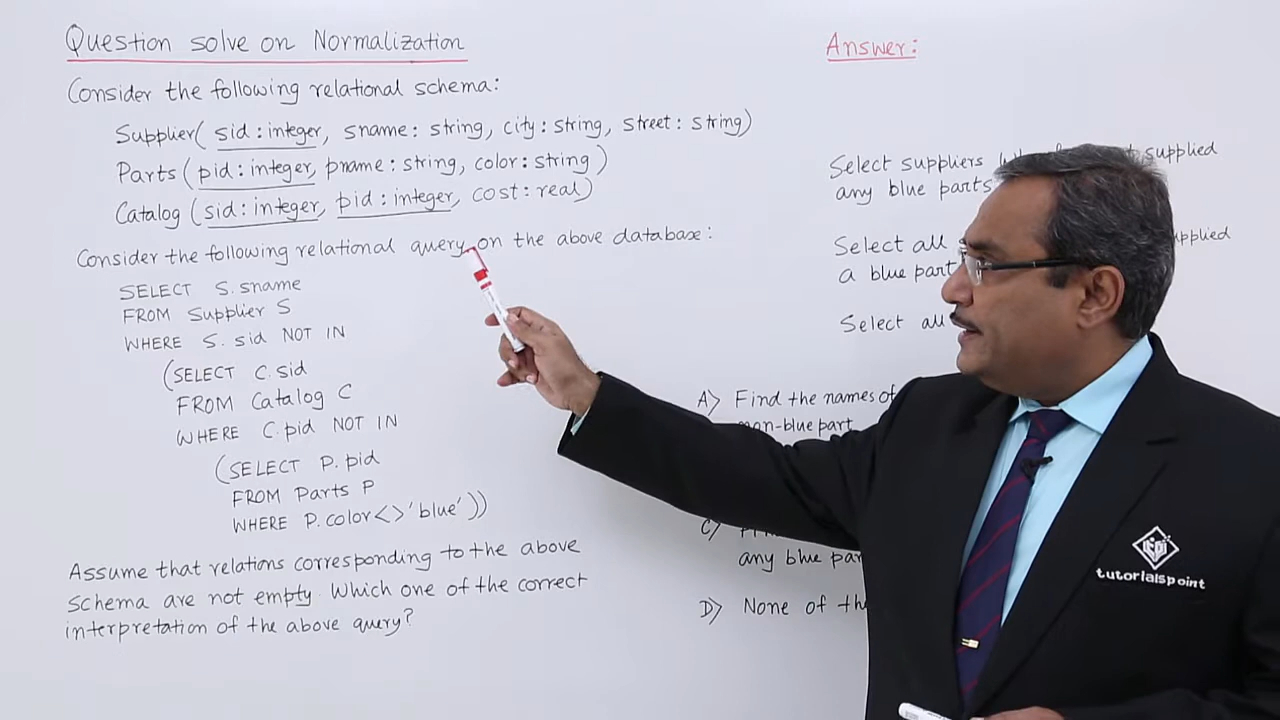 Question solve on Normalization
Consider the following relational schema:
Supplier( sid : integer, sname : string, city : string, street : string)
Parts ( pid : integer, pname : string, color : string )
Catalog ( sid : integer, pid : integer, cost : real )
Consider the following relational query on the above database :
SELECT S.sname
FROM Supplier S
WHERE S.sid NOT IN
(SELECT C.sid
FROM Catalog C
WHERE C.pid NOT IN
(SELECT P.pid
FROM Parts P
WHERE P.color<>'blue'))
Assume that relations corresponding to the above
schema are not empty. Which one of the correct
interpretation of the above query?
Answer:
Select suppliers supplied
any blue parts
Select all
a blue part
Select all
A) Find the names of
non-blue part
C)
any blue par
D) None of th
tutorialspoint